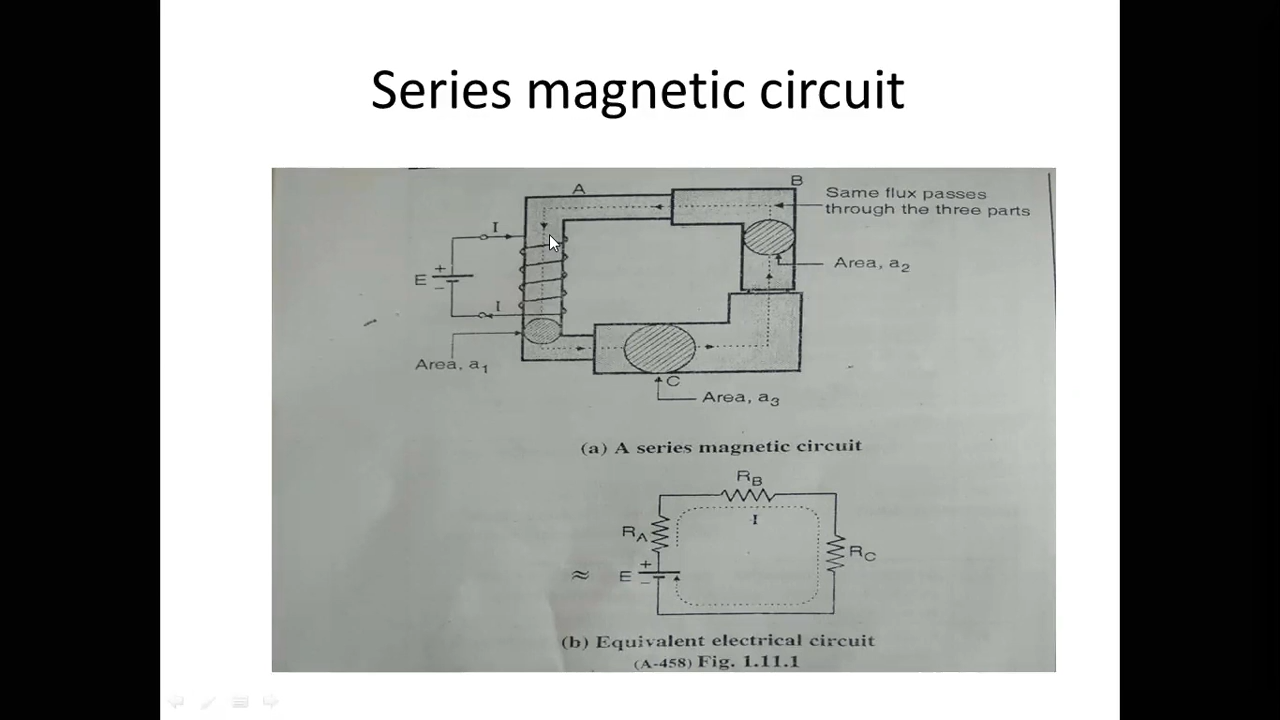 Series magnetic circuit
A
B
Same flux passes
through the three parts
I
E
+
−
Area, a2
I
Area, a1
C
Area, a3
(a) A series magnetic circuit
RB
I
RA
RC
+
≈ E
−
(b) Equivalent electrical circuit
(A-458) Fig. 1.11.1